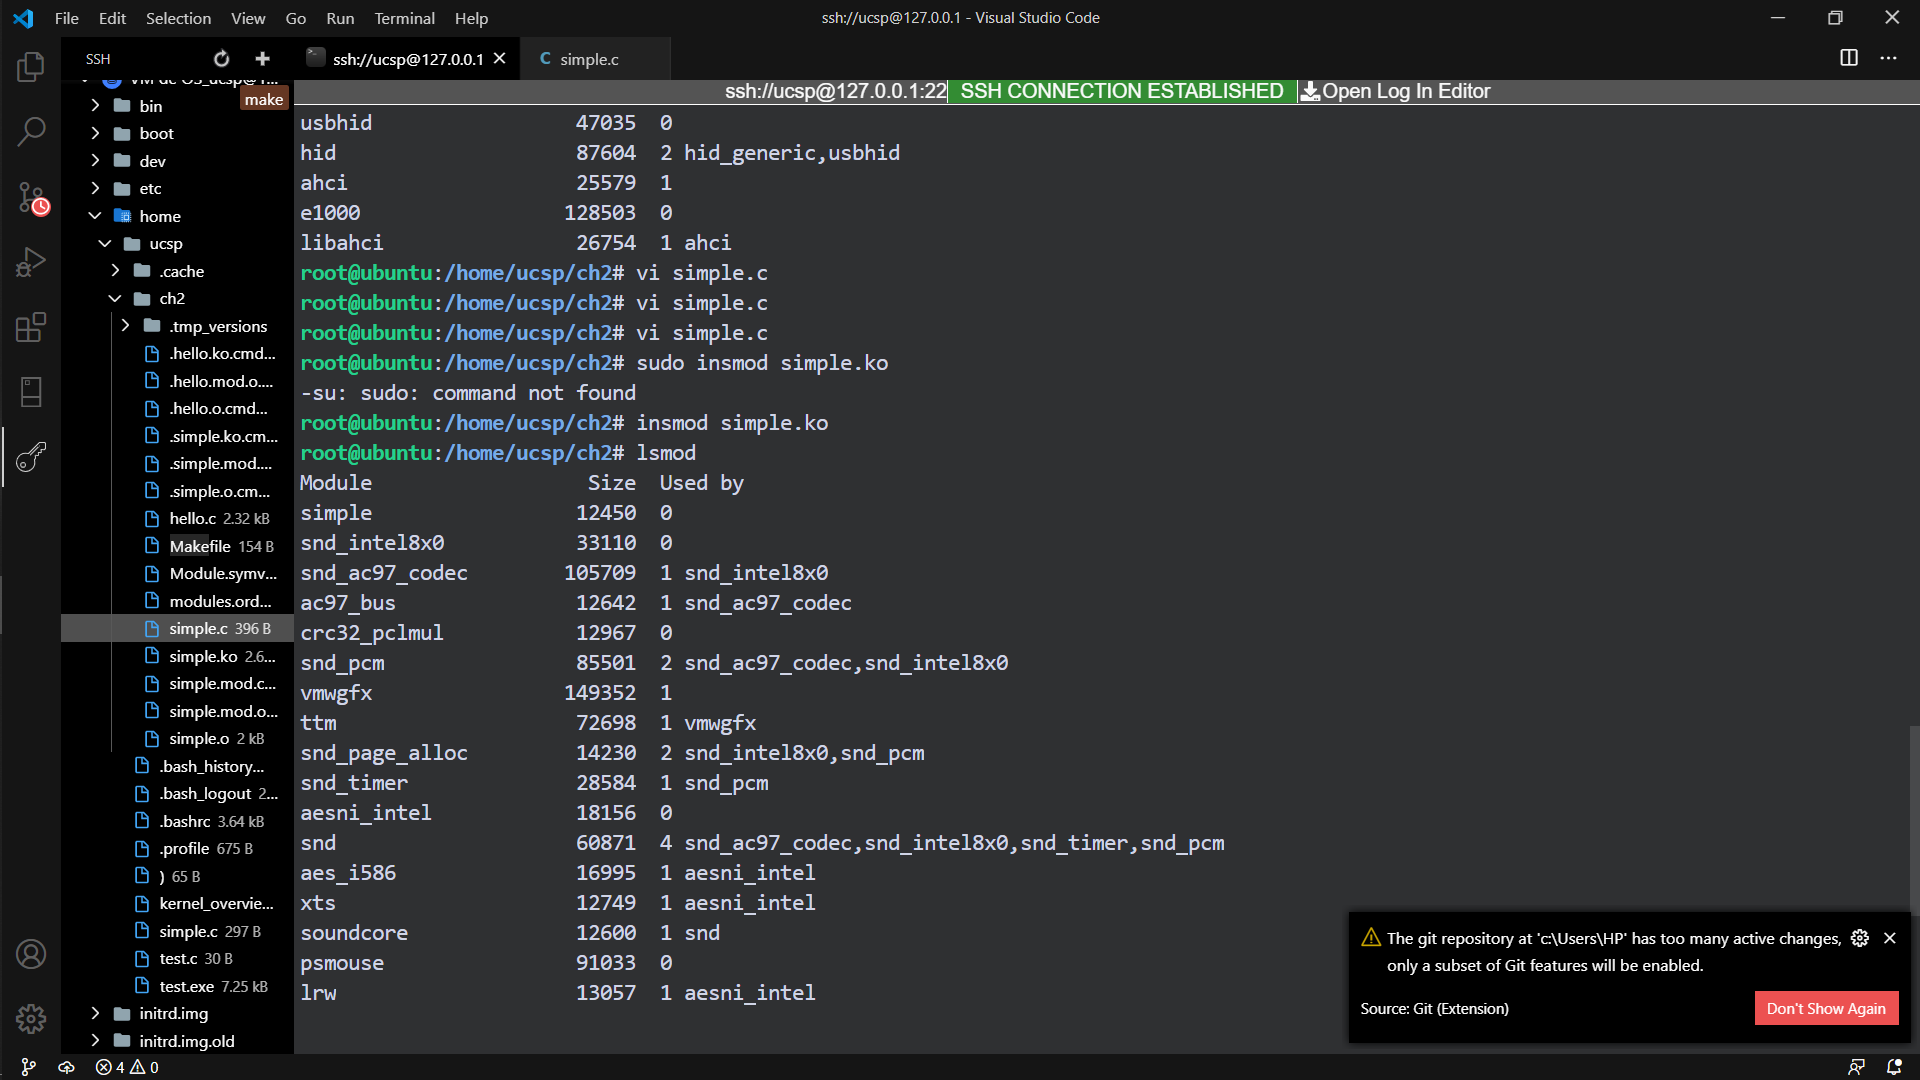 File Edit Selection View Go Run Terminal Help
ssh://ucsp@127.0.0.1 - Visual Studio Code
SSH
ssh://ucsp@127.0.0.1
simple.c
ssh://ucsp@127.0.0.1:22 SSH CONNECTION ESTABLISHED Open Log In Editor
make
bin
boot
dev
etc
home
ucsp
.cache
ch2
.tmp_versions
.hello.ko.cmd...
.hello.mod.o....
.hello.o.cmd...
.simple.ko.cm...
.simple.mod....
.simple.o.cm...
hello.c 2.32 kB
Makefile 154 B
Module.symv...
modules.ord...
simple.c 396 B
simple.ko 2.6...
simple.mod.c...
simple.mod.o...
simple.o 2 kB
.bash_history...
.bash_logout 2...
.bashrc 3.64 kB
.profile 675 B
) 65 B
kernel_overvie...
simple.c 297 B
test.c 30 B
test.exe 7.25 kB
initrd.img
initrd.img.old
usbhid 47035 0
hid 87604 2 hid_generic,usbhid
ahci 25579 1
e1000 128503 0
libahci 26754 1 ahci
root@ubuntu:/home/ucsp/ch2# vi simple.c
root@ubuntu:/home/ucsp/ch2# vi simple.c
root@ubuntu:/home/ucsp/ch2# vi simple.c
root@ubuntu:/home/ucsp/ch2# sudo insmod simple.ko
-su: sudo: command not found
root@ubuntu:/home/ucsp/ch2# insmod simple.ko
root@ubuntu:/home/ucsp/ch2# lsmod
Module Size Used by
simple 12450 0
snd_intel8x0 33110 0
snd_ac97_codec 105709 1 snd_intel8x0
ac97_bus 12642 1 snd_ac97_codec
crc32_pclmul 12967 0
snd_pcm 85501 2 snd_ac97_codec,snd_intel8x0
vmwgfx 149352 1
ttm 72698 1 vmwgfx
snd_page_alloc 14230 2 snd_intel8x0,snd_pcm
snd_timer 28584 1 snd_pcm
aesni_intel 18156 0
snd 60871 4 snd_ac97_codec,snd_intel8x0,snd_timer,snd_pcm
aes_i586 16995 1 aesni_intel
xts 12749 1 aesni_intel
soundcore 12600 1 snd
psmouse 91033 0
lrw 13057 1 aesni_intel
The git repository at 'c:\Users\HP' has too many active changes,
only a subset of Git features will be enabled.
Source: Git (Extension)
Don't Show Again
4 0